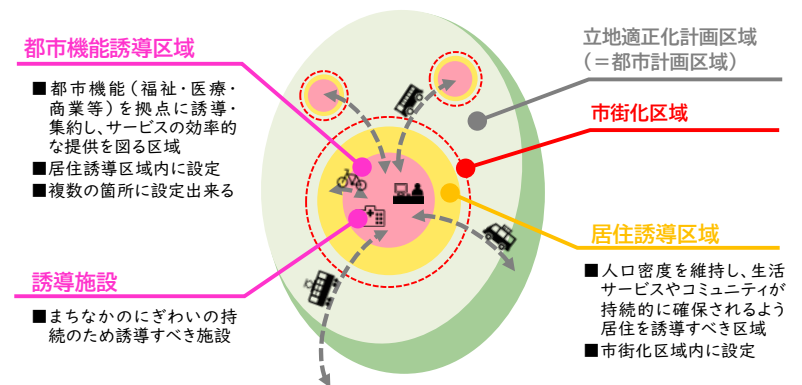 都市機能誘導区域
■都市機能（福祉・医療・
商業等）を拠点に誘導・
集約し、サービスの効率的
な提供を図る区域
■居住誘導区域内に設定
■複数の箇所に設定出来る
誘導施設
■まちなかのにぎわいの持
続のため誘導すべき施設
立地適正化計画区域
（＝都市計画区域）
市街化区域
居住誘導区域
■人口密度を維持し、生活
サービスやコミュニティが
持続的に確保されるよう
居住を誘導すべき区域
■市街化区域内に設定